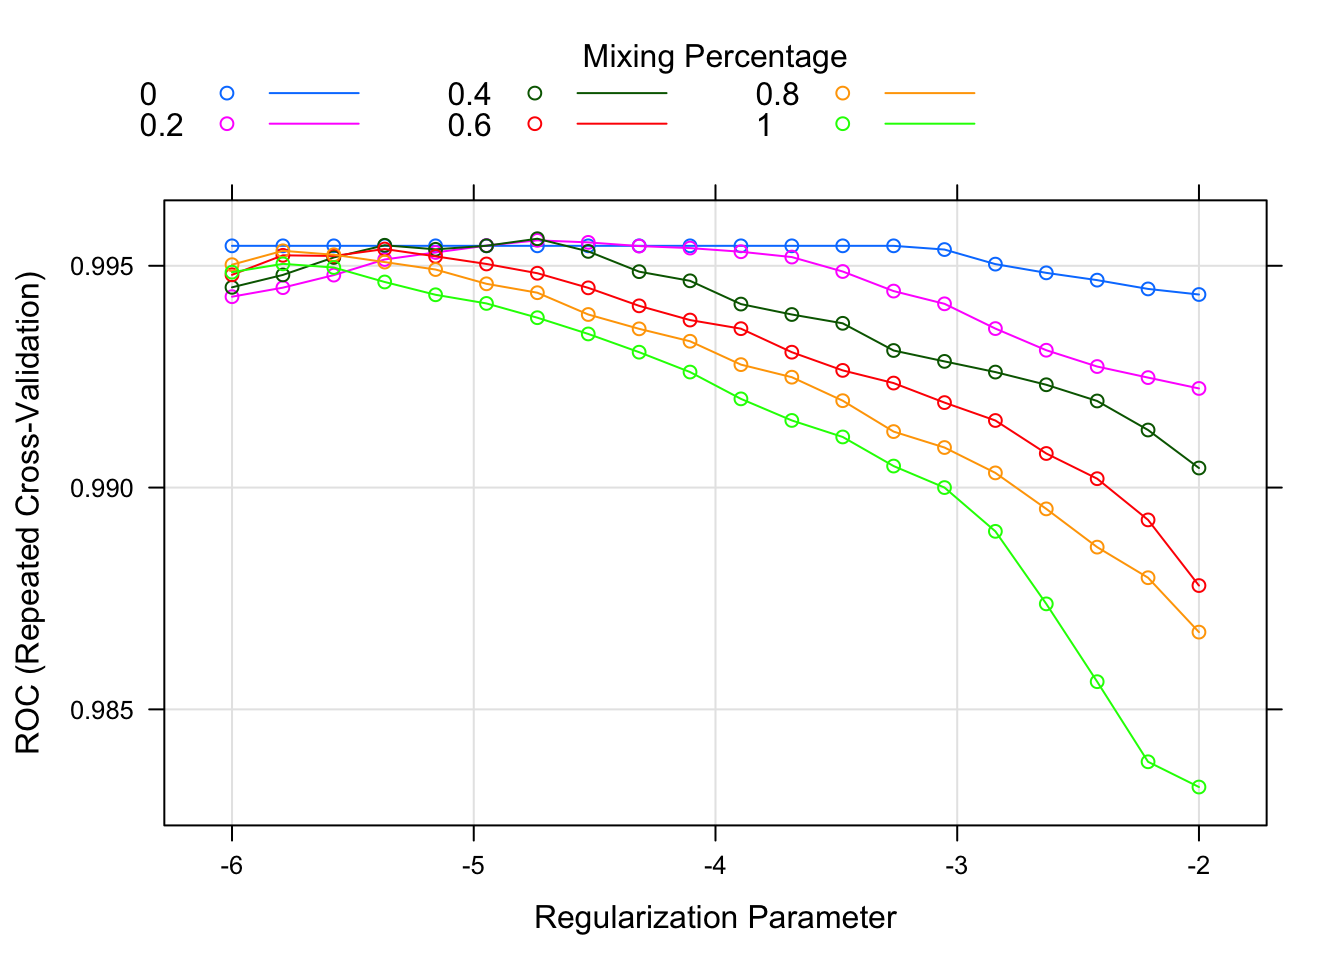 Mixing Percentage
0 0.4 0.8
0.2 0.6 1
ROC (Repeated Cross-Validation)
0.995
0.990
0.985
-6 -5 -4 -3 -2
Regularization Parameter